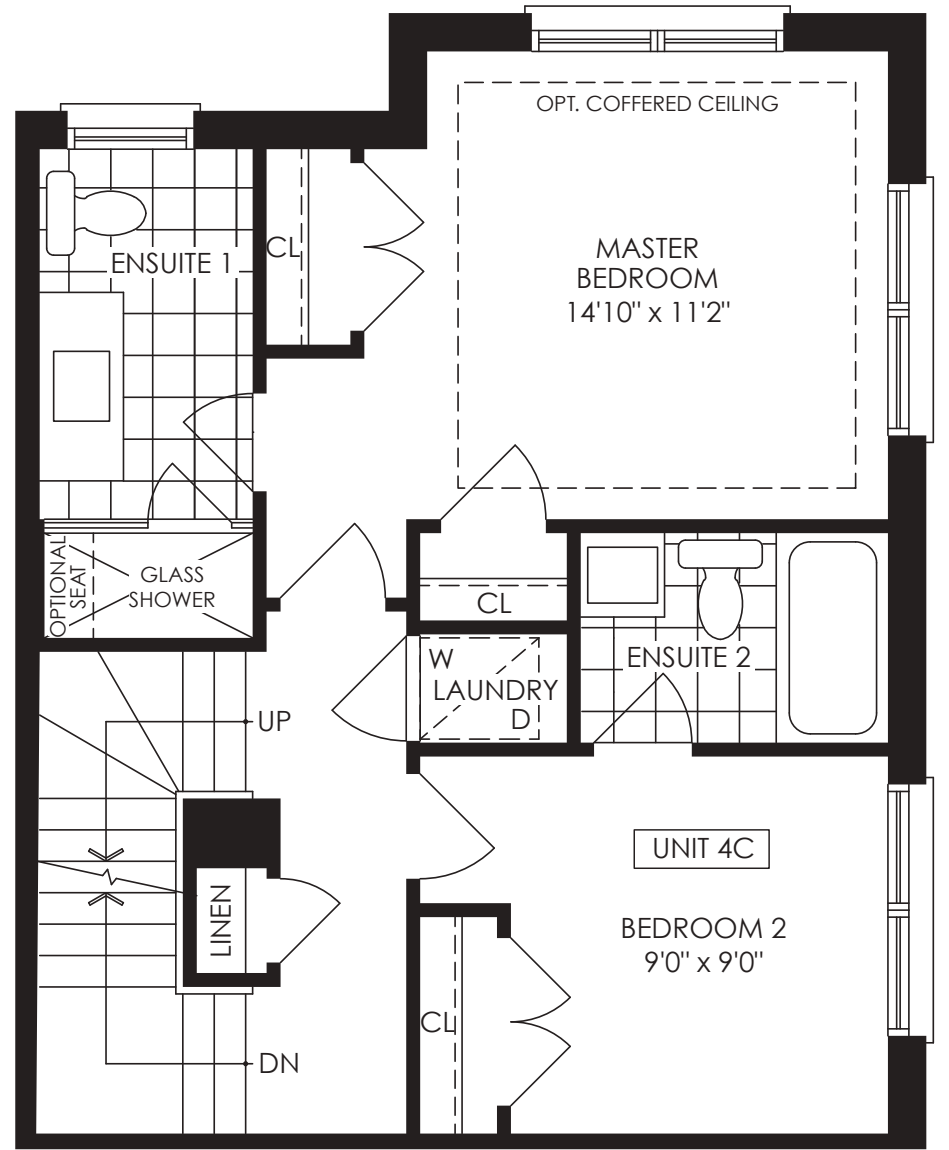 OPT. COFFERED CEILING
MASTER
BEDROOM
14'10" x 11'2"
CL
ENSUITE 1
OPTIONAL
SEAT
GLASS
SHOWER
CL
W
LAUNDRY
D
ENSUITE 2
UP
UNIT 4C
LINEN
BEDROOM 2
9'0" x 9'0"
CL
DN